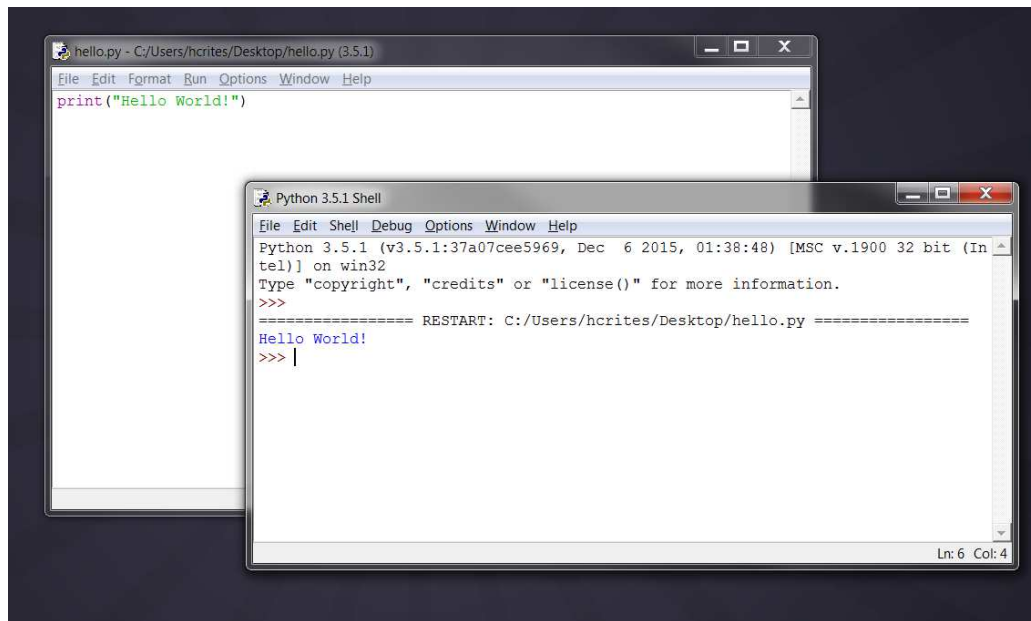 hello.py - C:/Users/hcrites/Desktop/hello.py (3.5.1)
File Edit Format Run Options Window Help
print("Hello World!")
Python 3.5.1 Shell
File Edit Shell Debug Options Window Help
Python 3.5.1 (v3.5.1:37a07cee5969, Dec  6 2015, 01:38:48) [MSC v.1900 32 bit (In
tel)] on win32
Type "copyright", "credits" or "license()" for more information.
>>>
================= RESTART: C:/Users/hcrites/Desktop/hello.py =================
Hello World!
>>>
Ln: 6 Col: 4